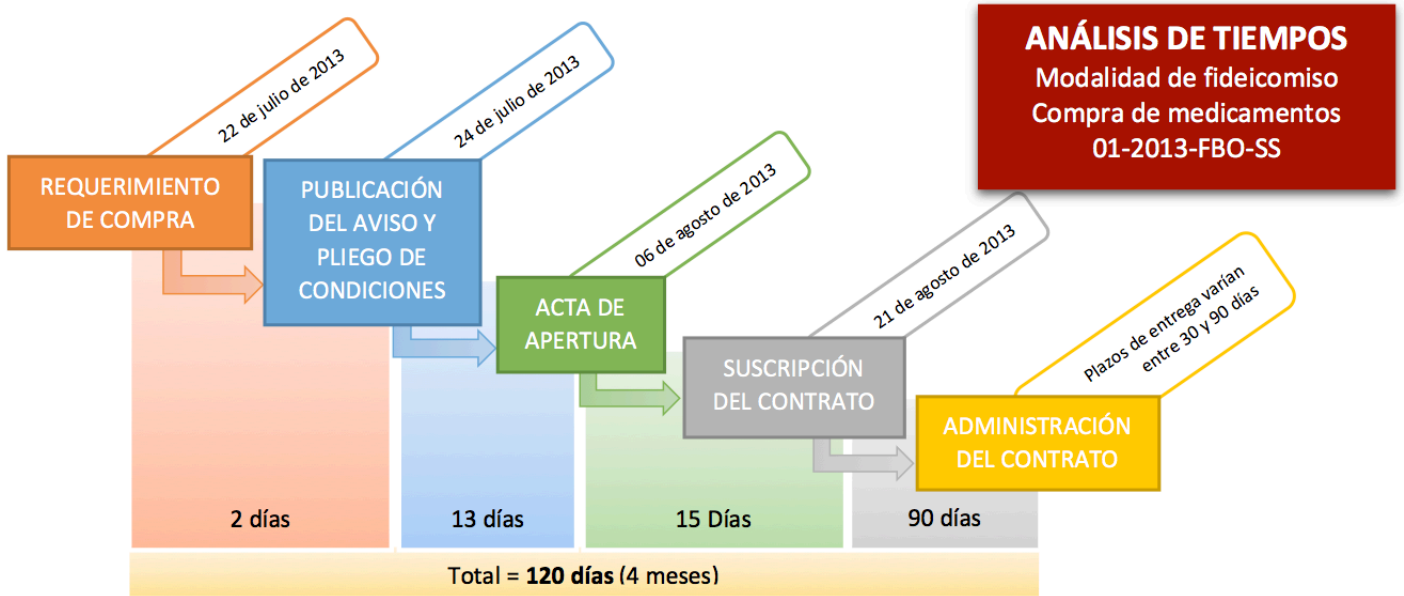 ANÁLISIS DE TIEMPOS
Modalidad de fideicomiso
Compra de medicamentos
01-2013-FBO-SS
22 de julio de 2013
REQUERIMIENTO
DE COMPRA
24 de julio de 2013
PUBLICACIÓN
DEL AVISO Y
PLIEGO DE
CONDICIONES
06 de agosto de 2013
ACTA DE
APERTURA
21 de agosto de 2013
SUSCRIPCIÓN
DEL CONTRATO
Plazos de entrega varían
entre 30 y 90 días
ADMINISTRACIÓN
DEL CONTRATO
2 días
13 días
15 Días
90 días
Total = 120 días (4 meses)